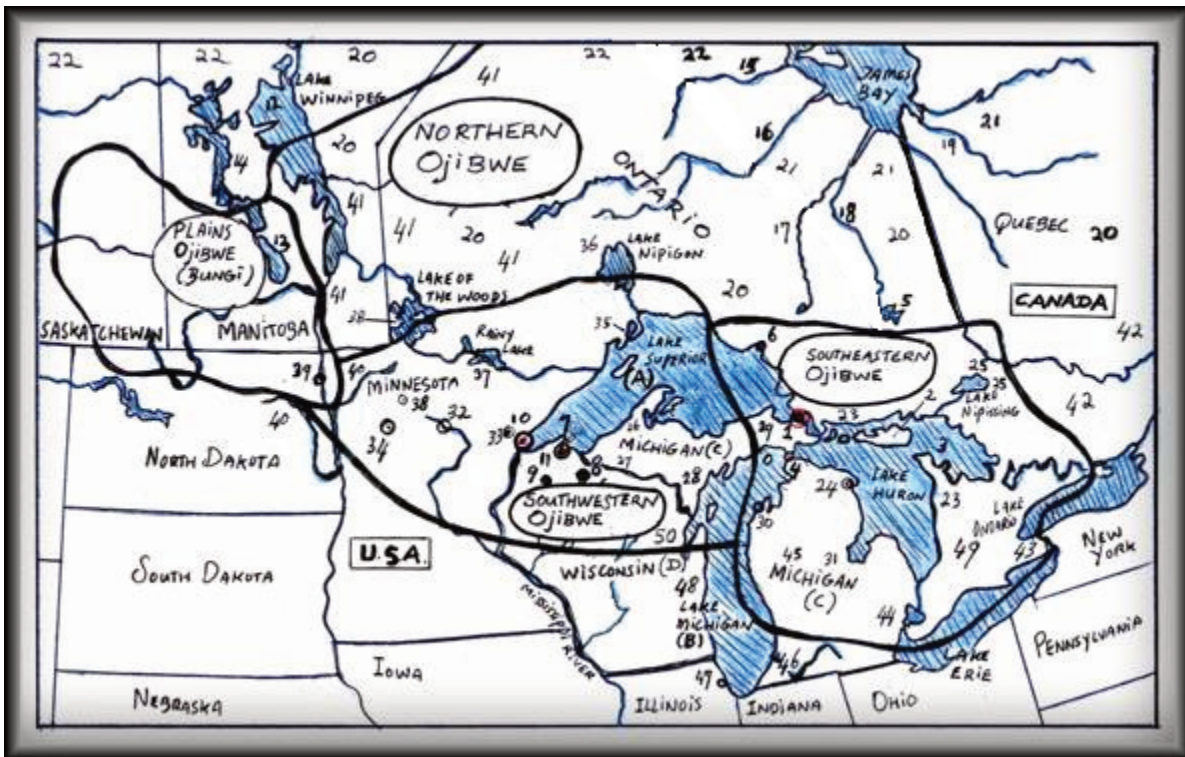 22
22
20
22
22
15
JAMES
BAY
41
LAKE
WINNIPEG
12
NORTHERN
OJIBWE
16
21
19
20
14
41
21
21
ONTARIO
PLAINS
OJIBWE
(BUNGI)
13
41
20
41
17
18
20
QUEBEC
20
36
LAKE
NIPIGON
41
LAKE OF
THE WOODS
28
20
5
CANADA
42
SASKATCHEWAN
MANITOBA
RAINY
LAKE
37
35
LAKE
SUPERIOR
(A)
6
SOUTHEASTERN
OJIBWE
25
35
LAKE
NIPISSING
42
39
40
MINNESOTA
38
32
34
40
10
33
7
11
9
8
26
MICHIGAN (C)
27
28
29
1
23
2
3
4
NORTH DAKOTA
SOUTHWESTERN
OJIBWE
24
LAKE
HURON
23
30
LAKE
ONTARIO
43
NEW
YORK
U.S.A.
50
WISCONSIN (D)
45
31
49
SOUTH DAKOTA
MICHIGAN
(C)
48
LAKE
MICHIGAN
(B)
MISSISSIPPI RIVER
44
LAKE
ERIE
PENNSYLVANIA
IOWA
46
47
NEBRASKA
ILLINOIS
INDIANA
OHIO